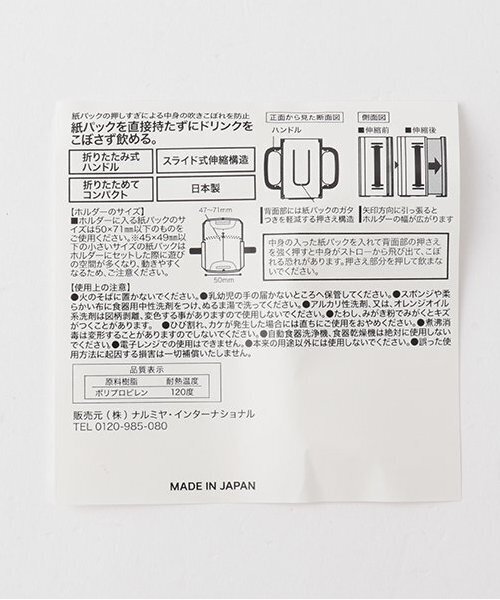 紙パックの押しすぎによる中身の吹きこぼれを防止
紙パックを直接持たずにドリンクを
こぼさず飲める。
折りたたみ式
ハンドル
スライド式伸縮構造
折りたためて
コンパクト
日本製
正面から見た断面図
ハンドル
側面図
■伸縮前
■伸縮後
背面部には紙パックのガタ
つきを軽減する押さえ構造
矢印方向に引っ張ると
ホルダーの幅が広がります
【ホルダーのサイズ】
■ホルダーに入る紙パックのサ
イズは50×71㎜以下のものを
ご使用ください。※45×49㎜以
下の小さいサイズの紙パックは
ホルダーにセットした際に遊び
の空間が多くなり、動きやすく
なるため、ご注意ください。
47〜71mm
50mm
中身の入った紙パックを入れて背面部の押さえ
を強く押すと中身がストローから飛び出て、こぼ
れる恐れがあります。押さえ部分を押して飲まな
いでください。
【使用上の注意】
●火のそばに置かないでください。●乳幼児の手の届かないところへ保管してください。●スポンジや柔
らかい布に食器用中性洗剤をつけ、ぬるま湯で洗ってください。●アルカリ性洗剤、又は、オレンジオイル
系洗剤は図柄剥離、変色する事がありますので使用しないでください。●たわし、みがき粉でみがくとキズ
がつくことがあります。●ひび割れ、カケが発生した場合には直ちにご使用をおやめください。●煮沸消
毒は変形することがありますのでしないでください。●自動食器洗浄機、食器乾燥機は絶対に使用しない
でください。●電子レンジでの使用はできません。●本来の用途以外には使用しないでください。●誤った使
用方法に起因する損害は一切補償いたしません。
品質表示
原料樹脂
耐熱温度
ポリプロピレン
120度
販売元（株）ナルミヤ・インターナショナル
TEL 0120-985-080
MADE IN JAPAN